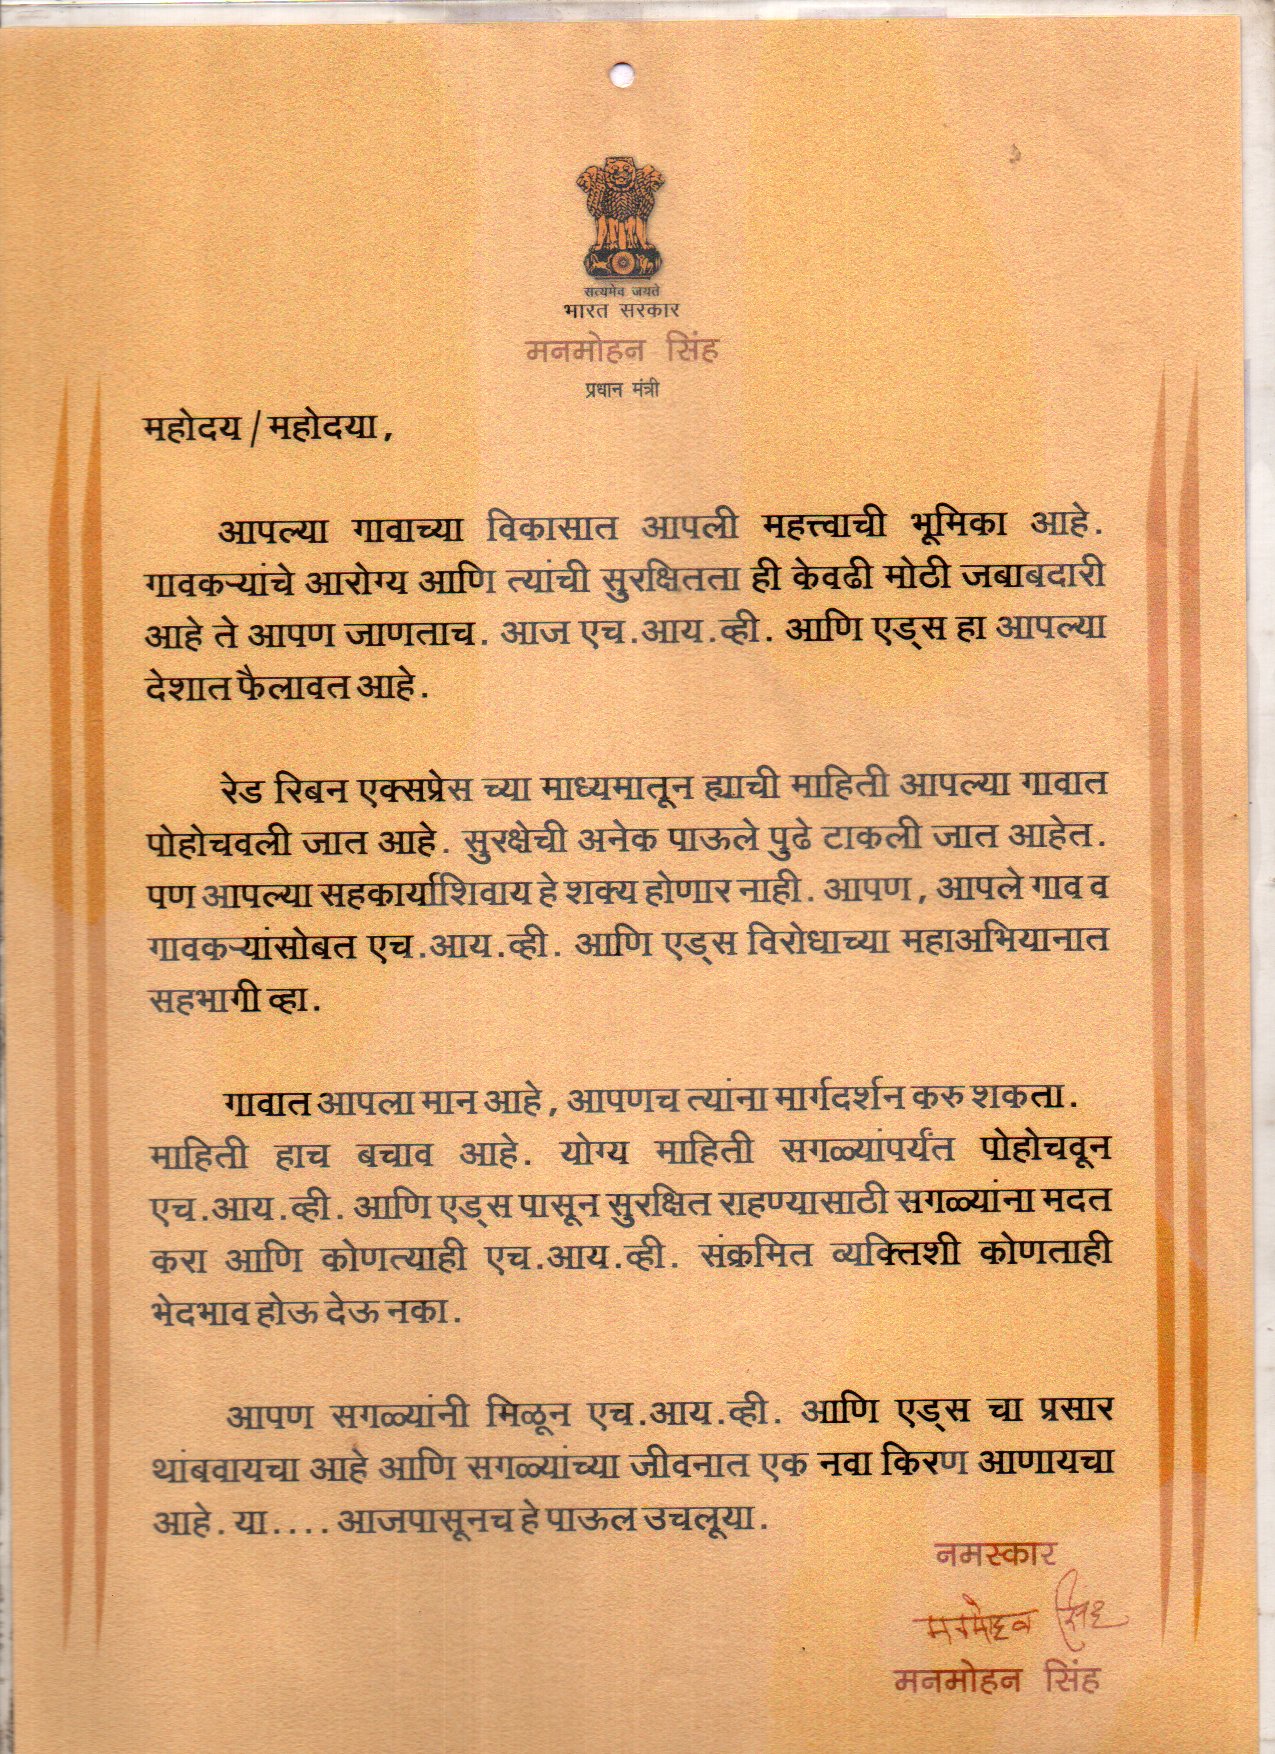 सत्यमेव जयते
भारत सरकार
मनमोहन सिंह
प्रधान मंत्री
महोदय / महोदया,
आपल्या गावाच्या विकासात आपली महत्त्वाची भूमिका आहे.
गावकऱ्यांचे आरोग्य आणि त्यांची सुरक्षितता ही केवढी मोठी जबाबदारी
आहे ते आपण जाणताच. आज एच.आय.व्ही. आणि एड्स हा आपल्या
देशात फैलावत आहे.
रेड रिबन एक्सप्रेस च्या माध्यमातून ह्याची माहिती आपल्या गावात
पोहोचवली जात आहे. सुरक्षेची अनेक पाऊले पुढे टाकली जात आहेत.
पण आपल्या सहकार्याशिवाय हे शक्य होणार नाही. आपण, आपले गाव व
गावकऱ्यांसोबत एच.आय.व्ही. आणि एड्स विरोधाच्या महाअभियानात
सहभागी व्हा.
गावात आपला मान आहे, आपणच त्यांना मार्गदर्शन करु शकता.
माहिती हाच बचाव आहे. योग्य माहिती सगळ्यांपर्यंत पोहोचवून
एच.आय.व्ही. आणि एड्स पासून सुरक्षित राहण्यासाठी सगळ्यांना मदत
करा आणि कोणत्याही एच.आय.व्ही. संक्रमित व्यक्तिशी कोणताही
भेदभाव होऊ देऊ नका.
आपण सगळ्यांनी मिळून एच.आय.व्ही. आणि एड्स चा प्रसार
थांबवायचा आहे आणि सगळ्यांच्या जीवनात एक नवा किरण आणायचा
आहे. या.... आजपासूनच हे पाऊल उचलूया.
नमस्कार
मनमोहन सिंह
मनमोहन सिंह